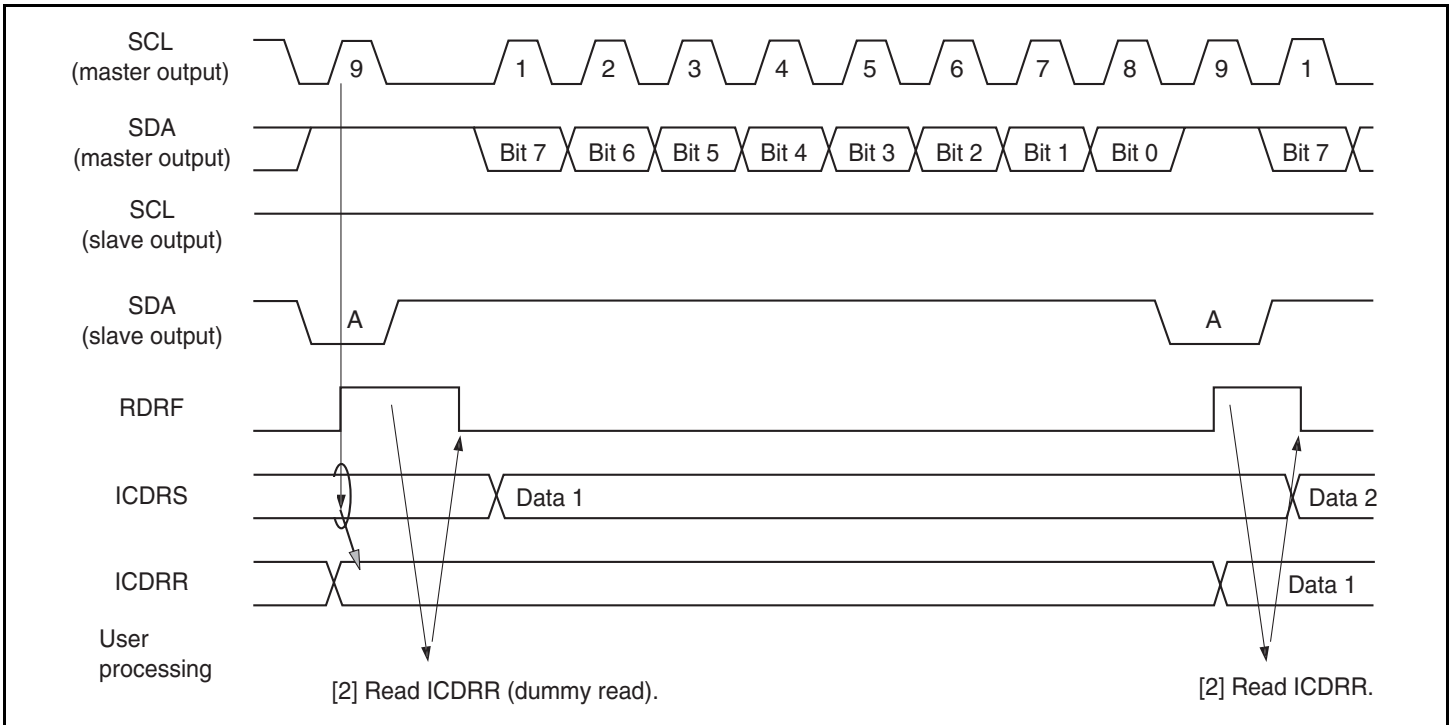 SCL
(master output)
9 1 2 3 4 5 6 7 8 9 1
SDA
(master output)
Bit 7 Bit 6 Bit 5 Bit 4 Bit 3 Bit 2 Bit 1 Bit 0 Bit 7
SCL
(slave output)
SDA
(slave output)
A A
RDRF
ICDRS
Data 1 Data 2
ICDRR
Data 1
User
processing
[2] Read ICDRR (dummy read).
[2] Read ICDRR.